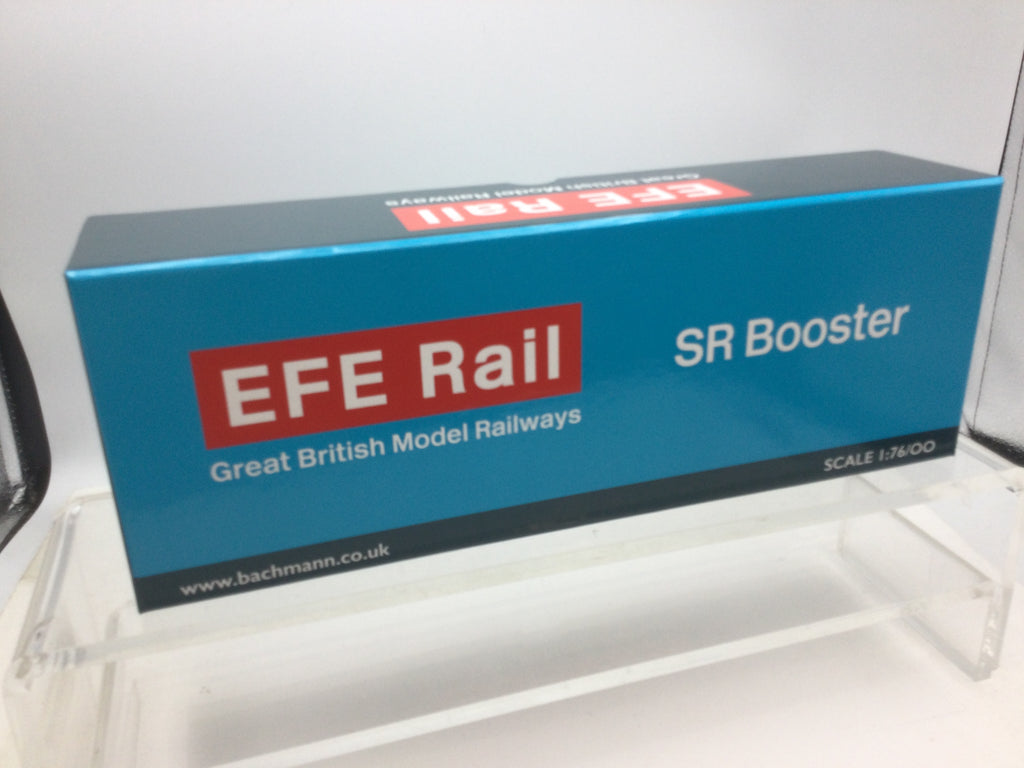 Great British Model Railways
EFE Rail
EFE Rail
Great British Model Railways
SR Booster
SCALE 1:76/OO
www.bachmann.co.uk